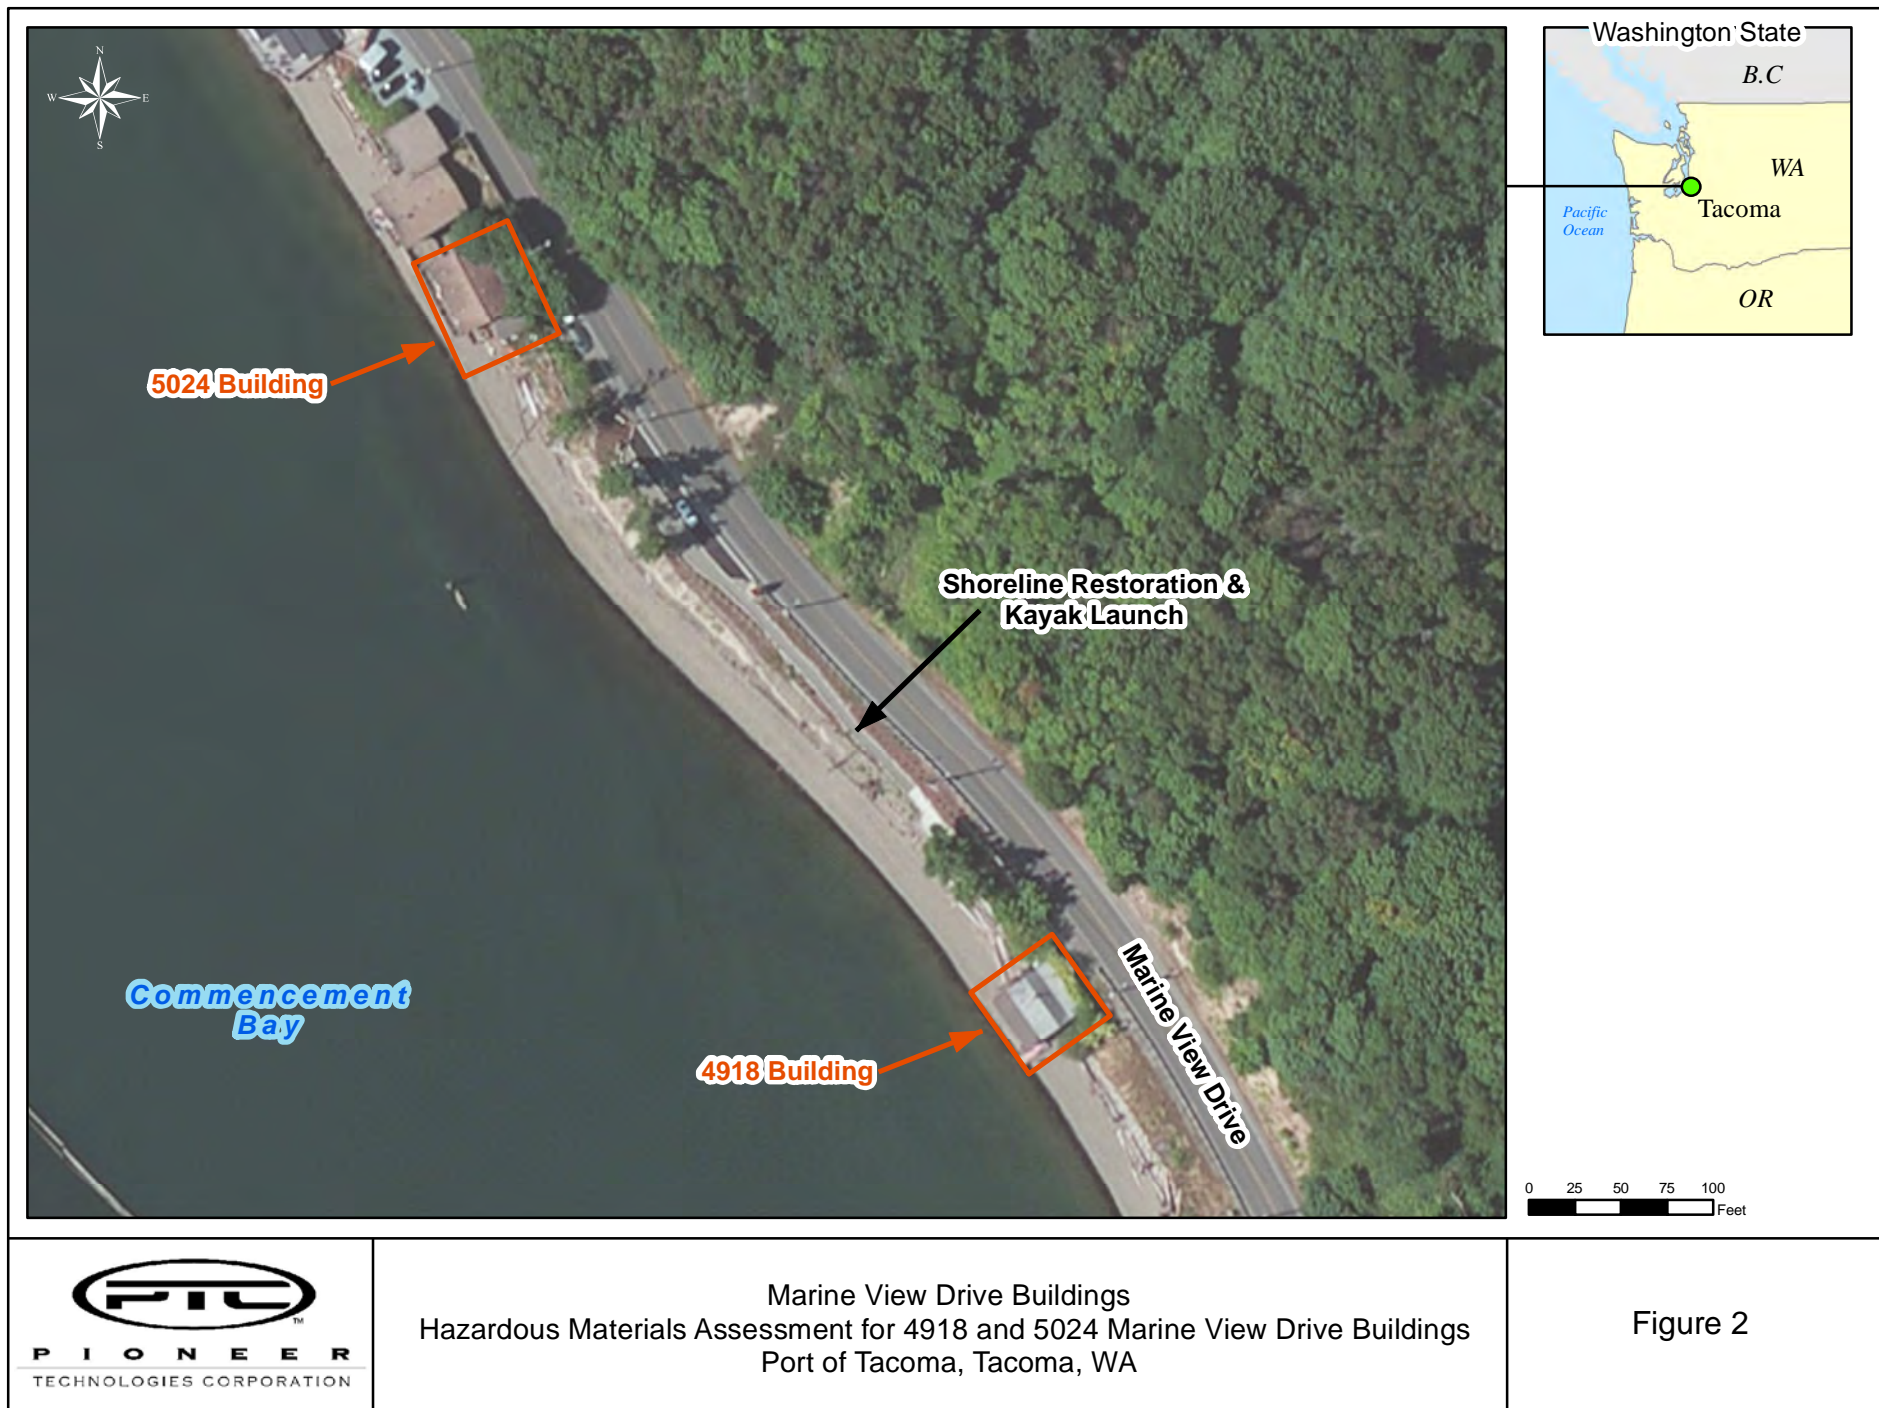 N
W
E
S
5024 Building
Shoreline Restoration &
Kayak Launch
Commencement
Bay
4918 Building
Marine View Drive
Washington State
B.C
WA
Tacoma
Pacific
Ocean
OR
0 25 50 75 100
Feet
PTC
TM
PIONEER
TECHNOLOGIES CORPORATION
Marine View Drive Buildings
Hazardous Materials Assessment for 4918 and 5024 Marine View Drive Buildings
Port of Tacoma, Tacoma, WA
Figure 2